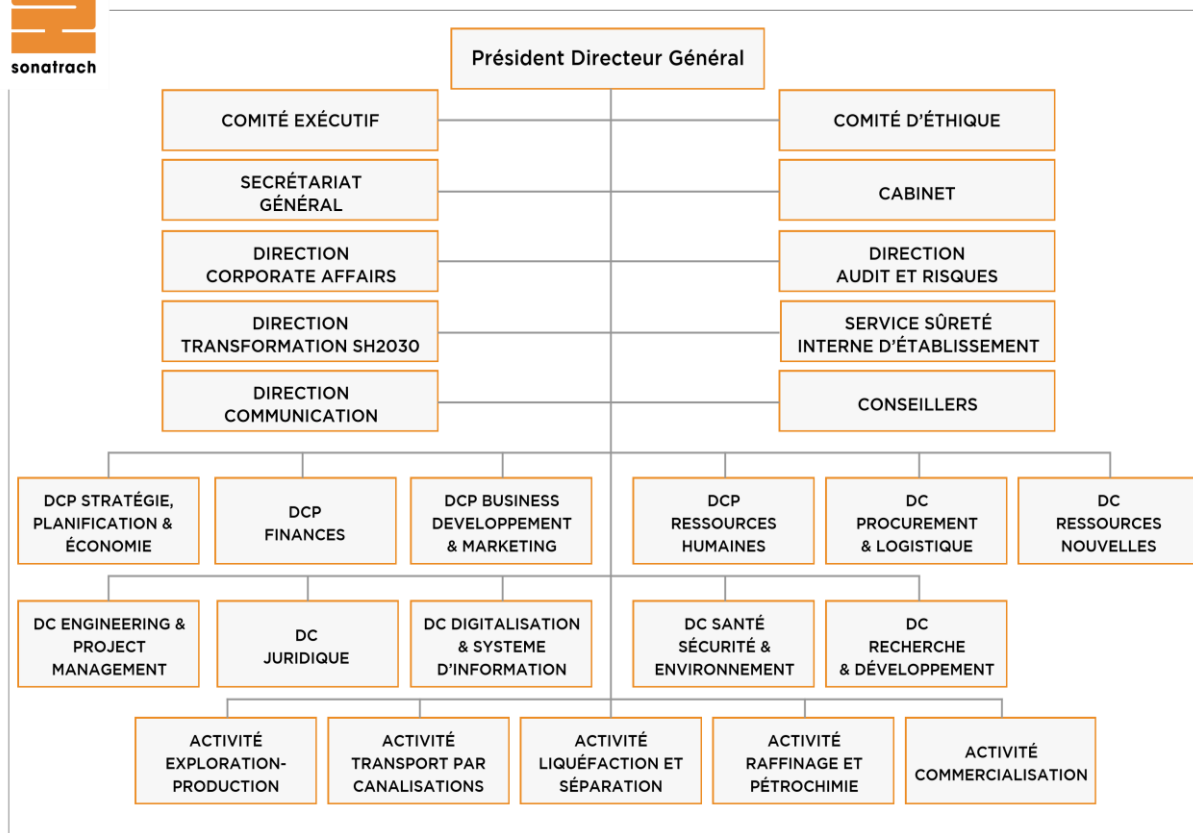 sonatrach
Président Directeur Général
COMITÉ EXÉCUTIF
COMITÉ D'ÉTHIQUE
SECRÉTARIAT
GÉNÉRAL
CABINET
DIRECTION
CORPORATE AFFAIRS
DIRECTION
AUDIT ET RISQUES
DIRECTION
TRANSFORMATION SH2030
SERVICE SÛRETÉ
INTERNE D'ÉTABLISSEMENT
DIRECTION
COMMUNICATION
CONSEILLERS
DCP STRATÉGIE,
PLANIFICATION &
ÉCONOMIE
DCP
FINANCES
DCP BUSINESS
DEVELOPPEMENT
& MARKETING
DCP
RESSOURCES
HUMAINES
DC
PROCUREMENT
& LOGISTIQUE
DC
RESSOURCES
NOUVELLES
DC ENGINEERING &
PROJECT
MANAGEMENT
DC
JURIDIQUE
DC DIGITALISATION
& SYSTEME
D'INFORMATION
DC SANTÉ
SÉCURITÉ &
ENVIRONNEMENT
DC
RECHERCHE
& DÉVELOPPEMENT
ACTIVITÉ
EXPLORATION-
PRODUCTION
ACTIVITÉ
TRANSPORT PAR
CANALISATIONS
ACTIVITÉ
LIQUÉFACTION ET
SÉPARATION
ACTIVITÉ
RAFFINAGE ET
PÉTROCHIMIE
ACTIVITÉ
COMMERCIALISATION